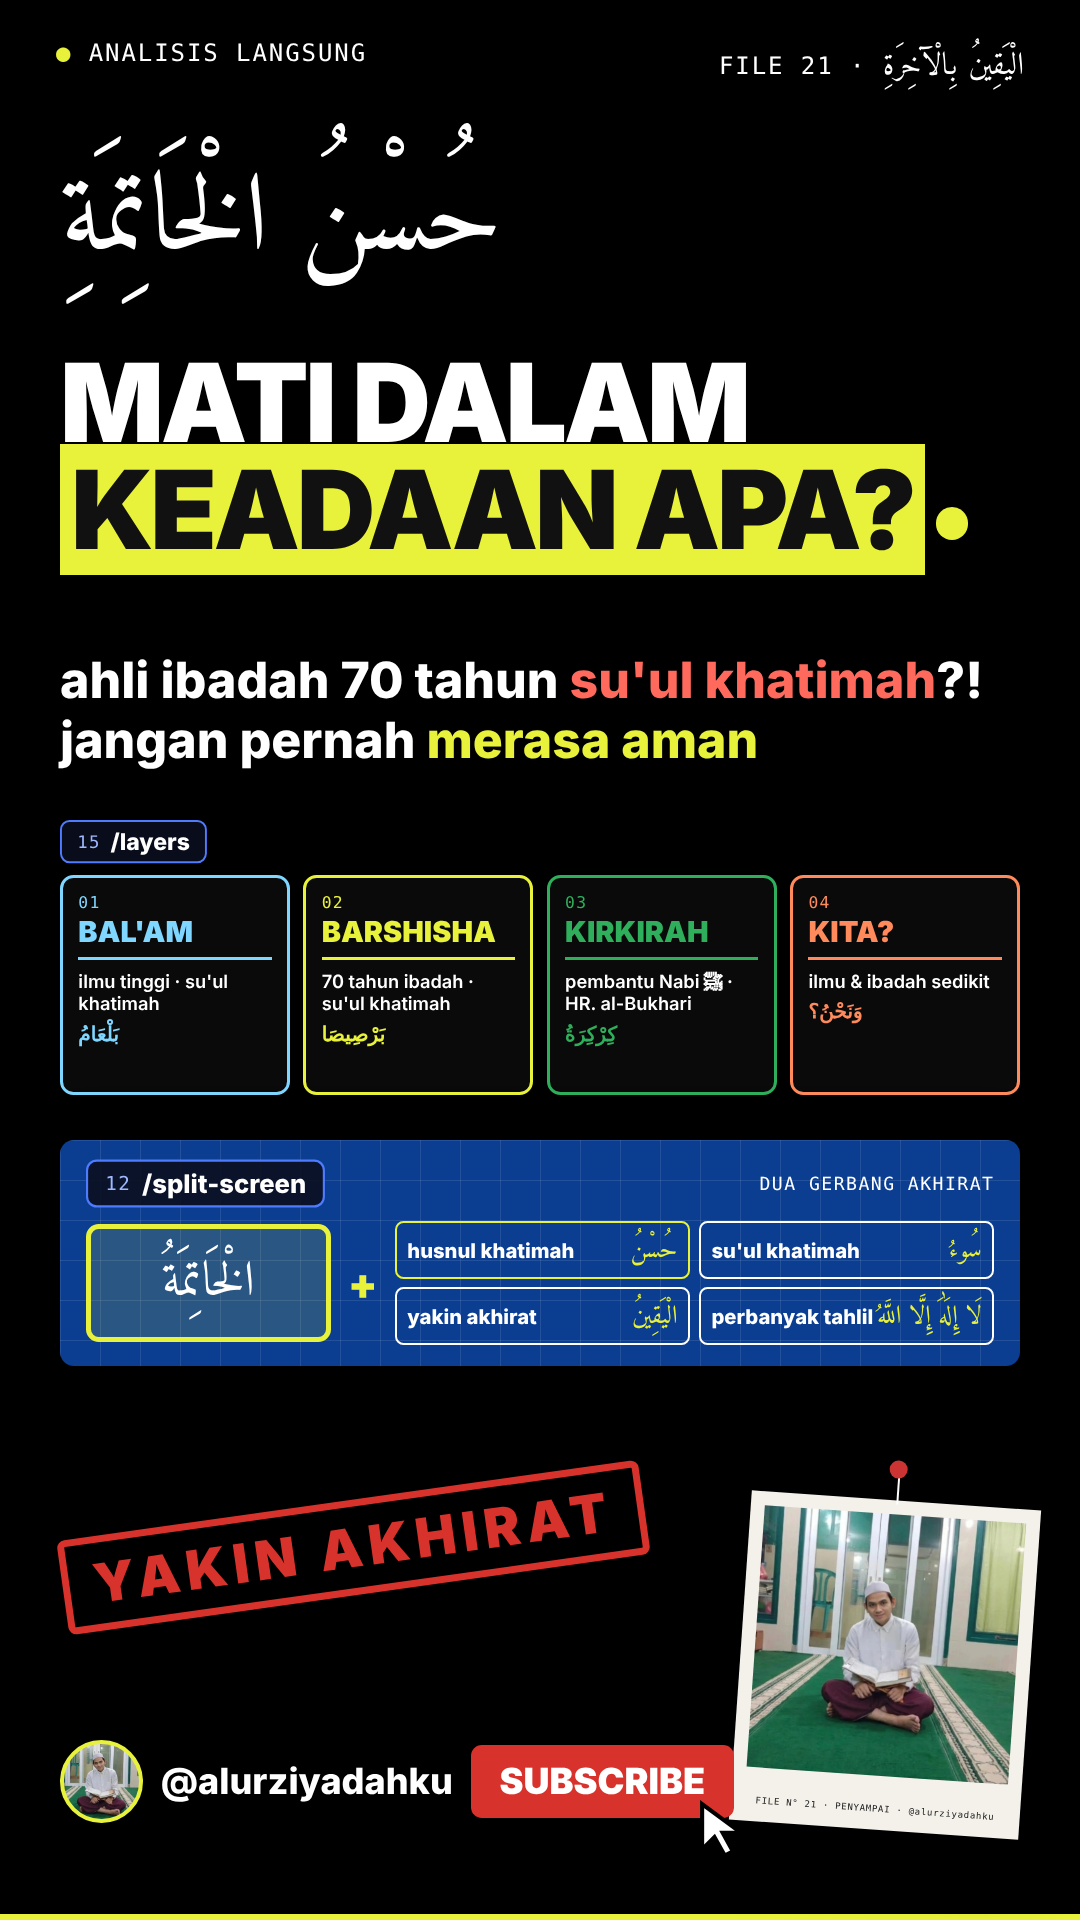 ANALISIS LANGSUNG
FILE 21 · الْيَقِينُ بِالْآخِرَةِ
حُسْنُ الْخَاتِمَةِ
MATI DALAM
KEADAAN APA?
ahli ibadah 70 tahun su'ul khatimah?!
jangan pernah merasa aman
15 /layers
01
BAL'AM
ilmu tinggi · su'ul
khatimah
بَلْعَامُ
02
BARSHISHA
70 tahun ibadah ·
su'ul khatimah
بَرْصِيصَا
03
KIRKIRAH
pembantu Nabi ﷺ ·
HR. al-Bukhari
كِرْكِرَةُ
04
KITA?
ilmu & ibadah sedikit
وَنَحْنُ؟
12 /split-screen
DUA GERBANG AKHIRAT
الْخَاتِمَةُ
+
husnul khatimah حُسْنُ
su'ul khatimah سُوءُ
yakin akhirat الْيَقِينُ
perbanyak tahlil لَا إِلَٰهَ إِلَّا اللَّهُ
YAKIN AKHIRAT
@alurziyadahku
SUBSCRIBE
FILE N° 21 · PENYAMPAI · @alurziyadahku